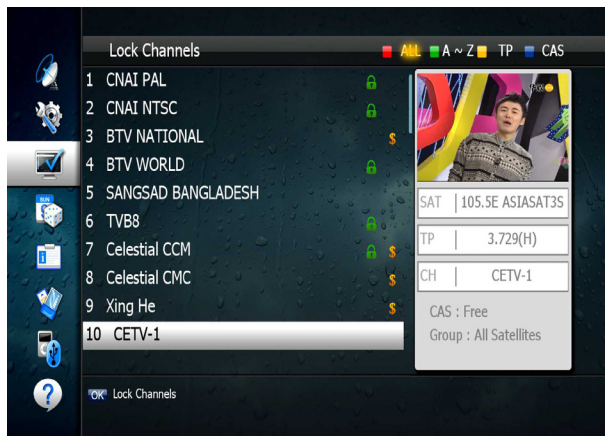 Lock Channels
ALL A ~ Z TP CAS
1 CNAI PAL
2 CNAI NTSC
3 BTV NATIONAL $
4 BTV WORLD
5 SANGSAD BANGLADESH
6 TVB8
7 Celestial CCM $
8 Celestial CMC $
9 Xing He $
10 CETV-1
SAT 105.5E ASIASAT3S
TP 3.729(H)
CH CETV-1
CAS : Free
Group : All Satellites
OK Lock Channels
SUN
i
?